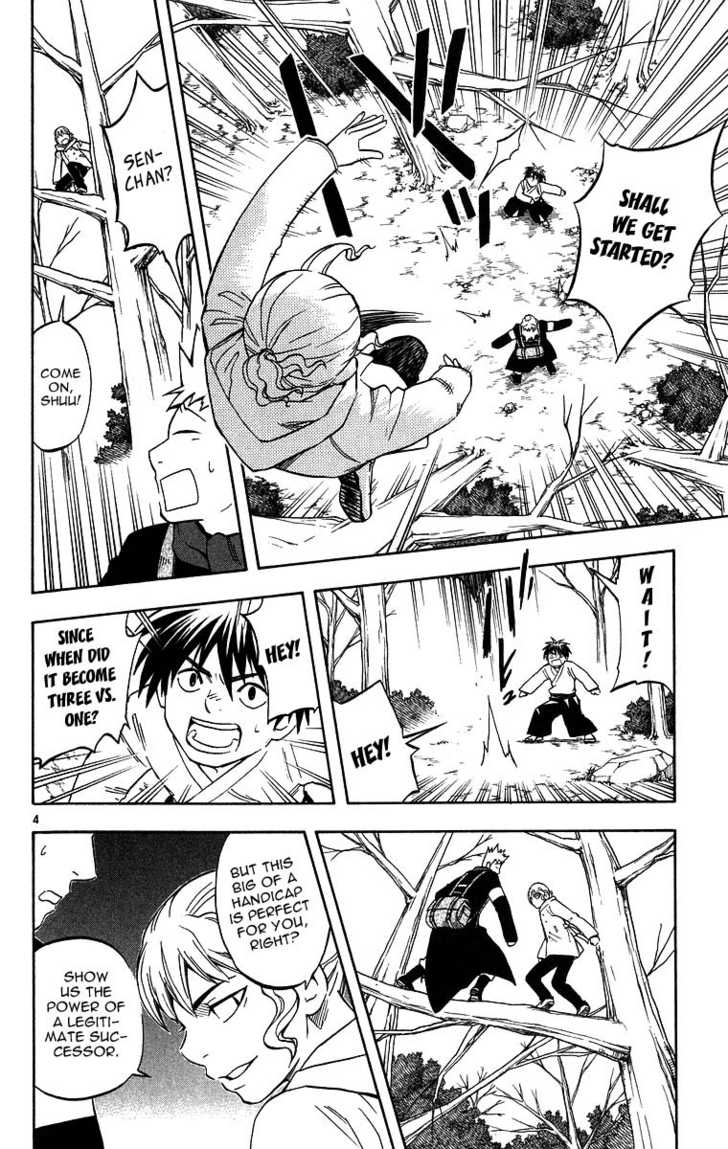 SHALL
WE GET
STARTED?
SEN-
CHAN?
COME
ON,
SHUU!
WAIT!
HEY!
HEY!
SINCE
WHEN DID
IT BECOME
THREE VS.
ONE?
4
BUT THIS
BIG OF A
HANDICAP
IS PERFECT
FOR YOU,
RIGHT?
SHOW
US THE
POWER OF
A LEGITI-
MATE SUC-
CESSOR.